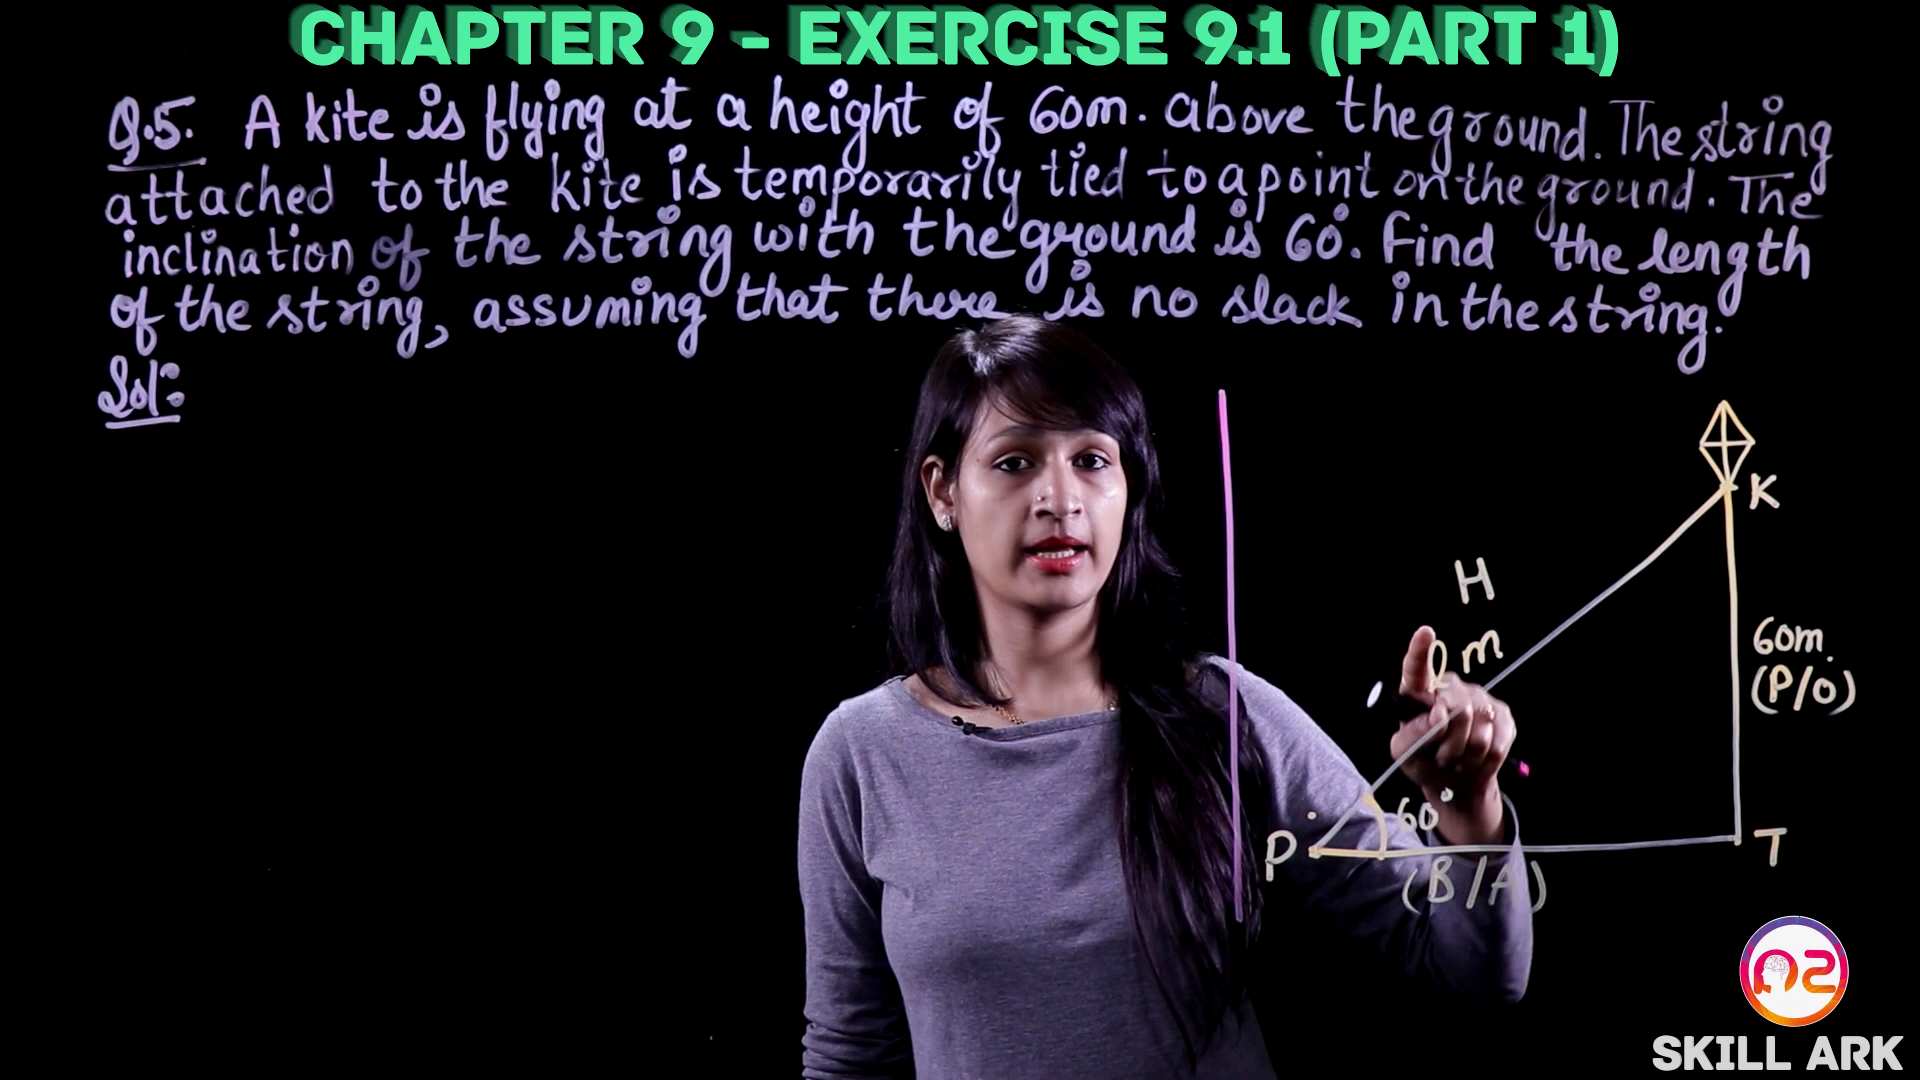 CHAPTER 9 - EXERCISE 9.1 (PART 1)
Q.5. A kite is flying at a height of 60m. above the ground. The string
attached to the kite is temporarily tied to a point on the ground. The
inclination of the string with the ground is 60°. Find the length
of the string, assuming that there is no slack in the string.
Sol:
K
H
l m
60m.
(P/O)
60°
P
T
(B/A)
SKILL ARK